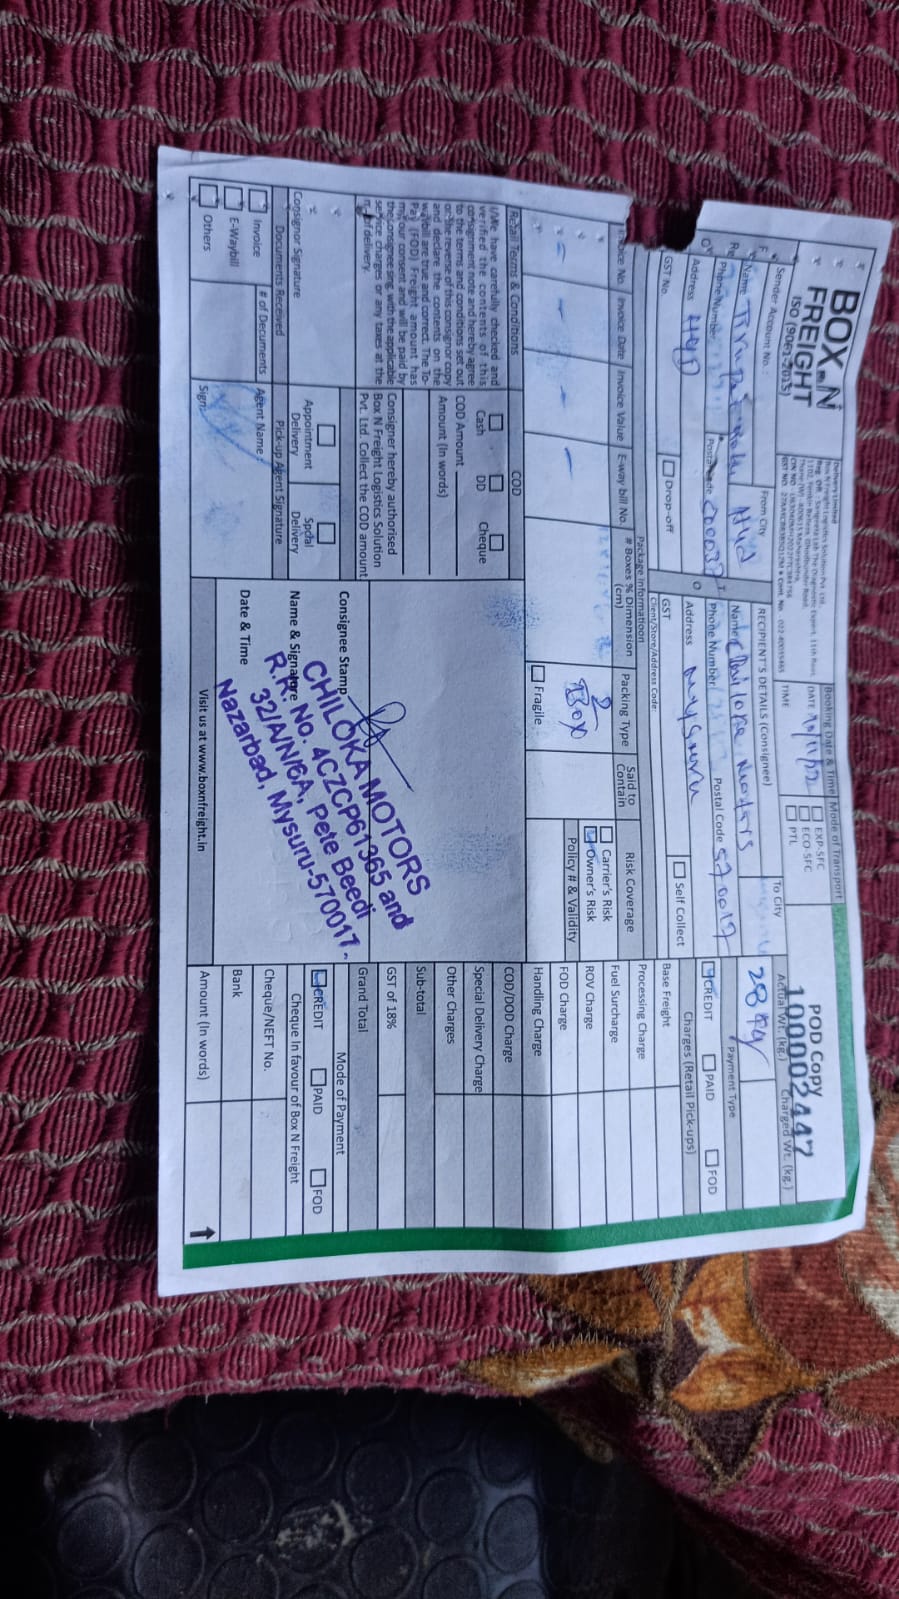 BOX N
FREIGHT
ISO (9001-2015)
Box N Freight Logistics Solution Pvt. Ltd.,
Booking Date & Time
DATE
TIME
Mode of Transport
EXP-SFC
ECO-SFC
PTL
POD Copy
100002447
Sender Account No.:
From City
Hyd
RECIPIENT'S DETAILS (Consignee)
To City
Actual Wt. (kg.)
28 kg
Charged Wt. (kg.)
Name
Name Chiloka Motors
Payment Type
Phone Number
Postal Code
Phone Number
Postal Code 570017
CREDIT
PAID
FOD
Address Hyd
Address Mysuru
Charges (Retail Pick-ups)
GST No.
Drop-off
GST
Self Collect
Base Freight
Client/Store/Address Code:
Processing Charge
Package Information
Invoice Date
Invoice Value
E-way bill No.
# Boxes % Dimension
(cm)
Packing Type
Said to
Contain
Risk Coverage
Fuel Surcharge
2
Box
Carrier's Risk
Owner's Risk
ROV Charge
Policy # & Validity
FOD Charge
Fragile
Handling Charge
Retail Terms & Conditions
COD
COD/DOD Charge
I/We have carefully checked and
verified the contents of this
consignment note and hereby agree
to the terms and conditions set out
on the reverse of this consignor copy
and declare the contents on the
waybill are true and correct. The To-
Pay (FOD) Freight amount has
my our consent and will be paid by
the consignee sing with the applicable
service charges or any taxes at the
of delivery.
Cash
DD
Cheque
COD Amount
Amount (In words)
Consigner hereby authorised
Box N Freight Logistics Solution
Pvt. Ltd. Collect the COD amount
Special Delivery Charge
Other Charges
Sub-total
GST of 18%
Grand Total
Consignor Signature
Appointment
Delivery
Spcial
Delivery
Consignee Stamp
Name & Signature
Date & Time
CHILOKA MOTORS
R.R. No. 4CZCP61365 and
32/A/N/6A, Pete Beedi
Nazarbad, Mysuru-570017.
Mode of Payment
CREDIT
PAID
FOD
Documents Received
Pick-up Agent Signature
Cheque In favour of Box N Freight
Invoice
# of Documents
Agent Name:
Cheque/NEFT No.
E-Waybill
Bank
Others
Sign:
Visit us at www.boxnfreight.in
Amount (In words)